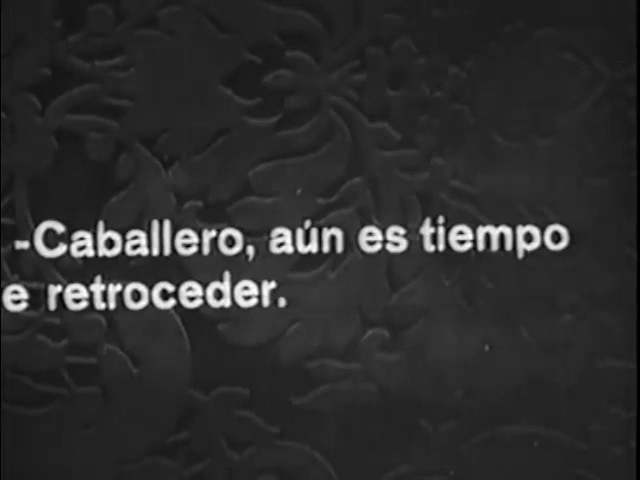 -Caballero, aún es tiempo
e retroceder.